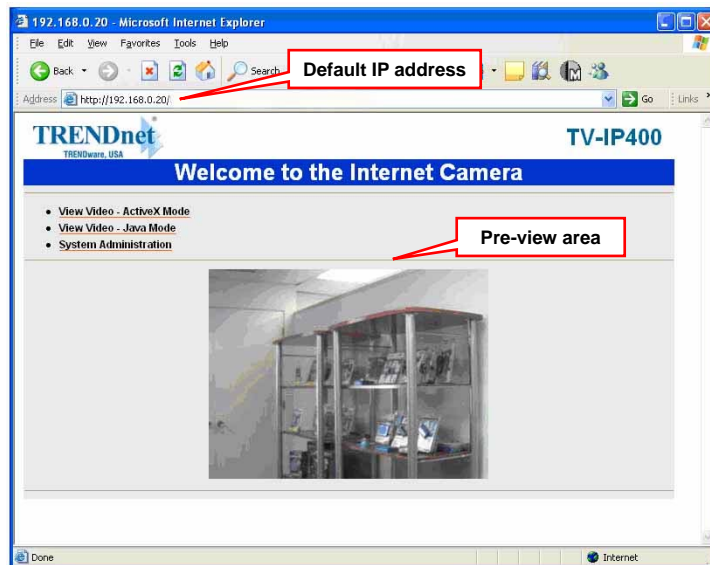 192.168.0.20 - Microsoft Internet Explorer
File Edit View Favorites Tools Help
Back Search
Default IP address
Address http://192.168.0.20/ Go Links
TRENDnet
TRENDware, USA
TV-IP400
Welcome to the Internet Camera
View Video - ActiveX Mode
View Video - Java Mode
System Administration
Pre-view area
Done Internet